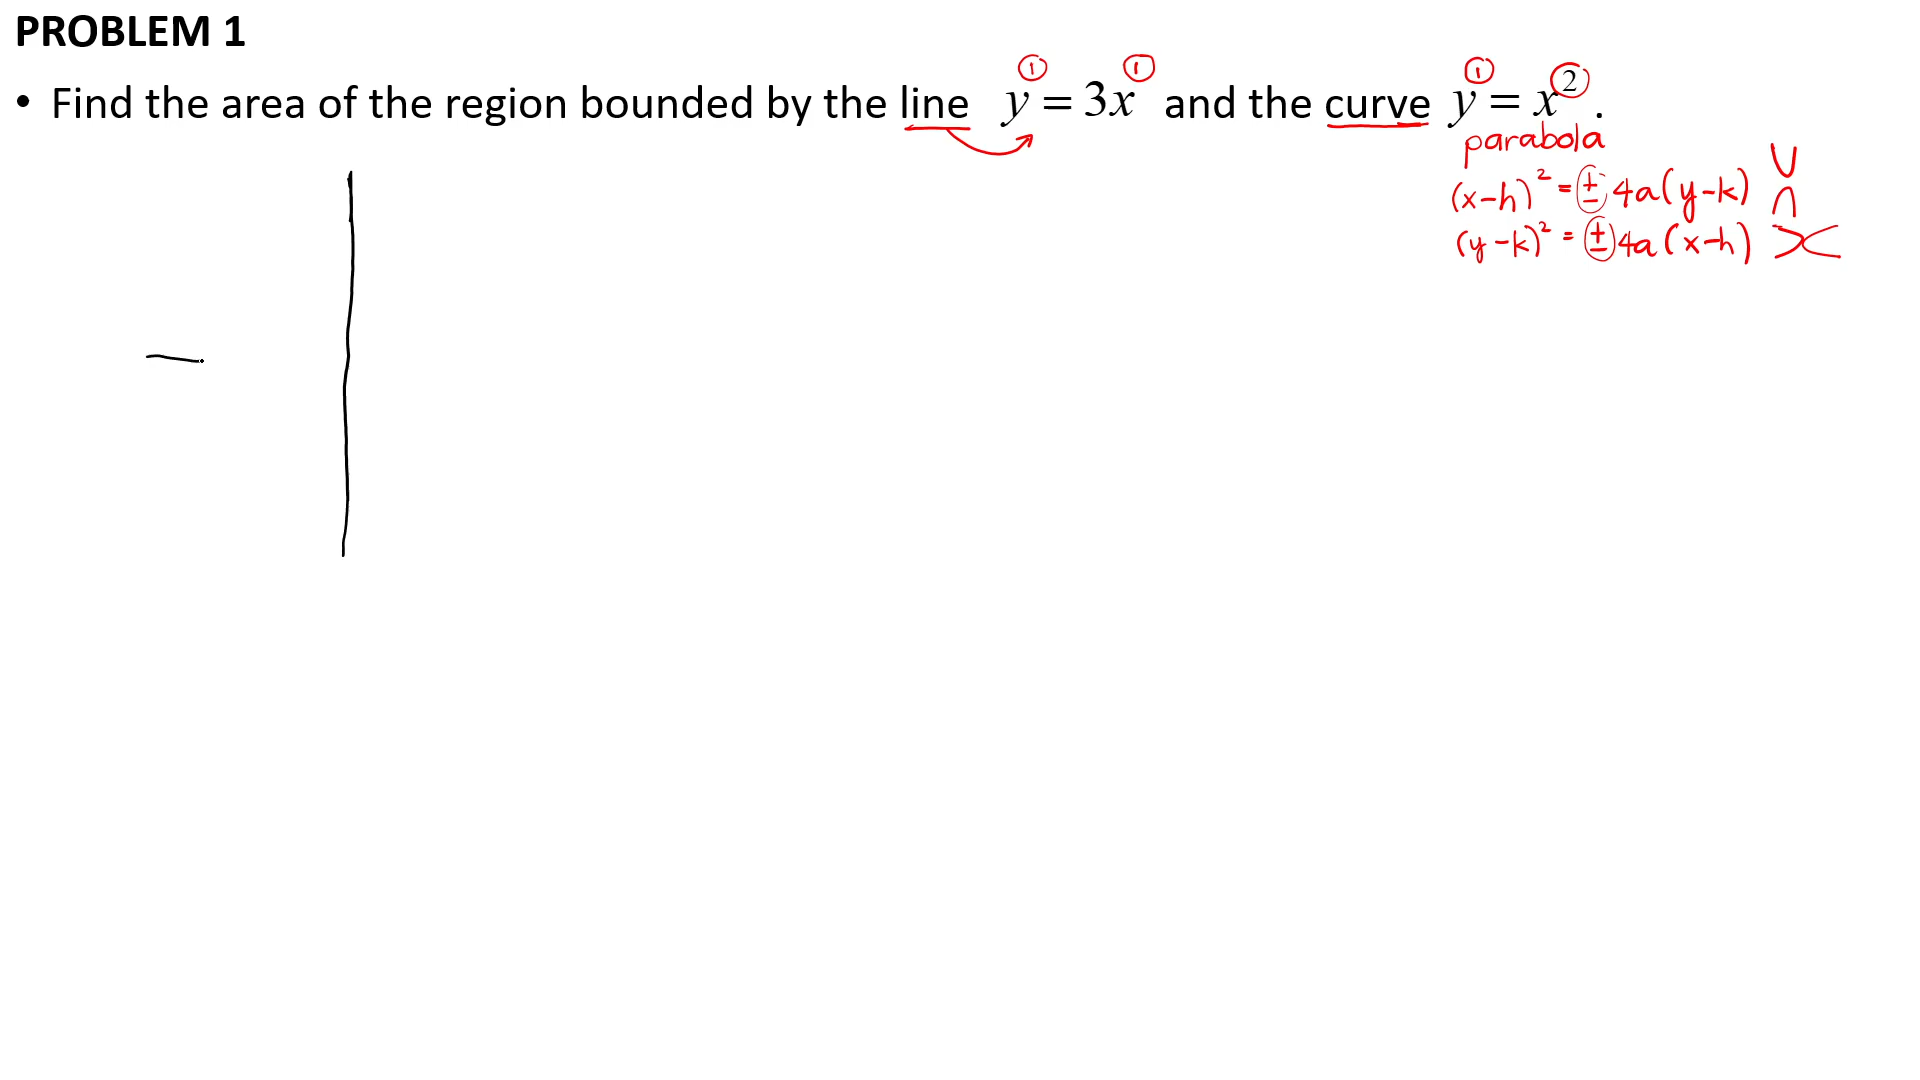 PROBLEM 1
① ① ①
• Find the area of the region bounded by the line y = 3x and the curve y = x².
parabola
(x-h)² = ± 4a(y-k)
(y-k)² = ± 4a(x-h)